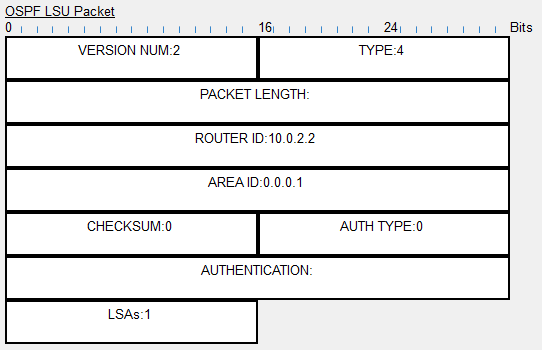 OSPF LSU Packet
0 16 24 Bits
VERSION NUM:2 TYPE:4
PACKET LENGTH:
ROUTER ID:10.0.2.2
AREA ID:0.0.0.1
CHECKSUM:0 AUTH TYPE:0
AUTHENTICATION:
LSAs:1